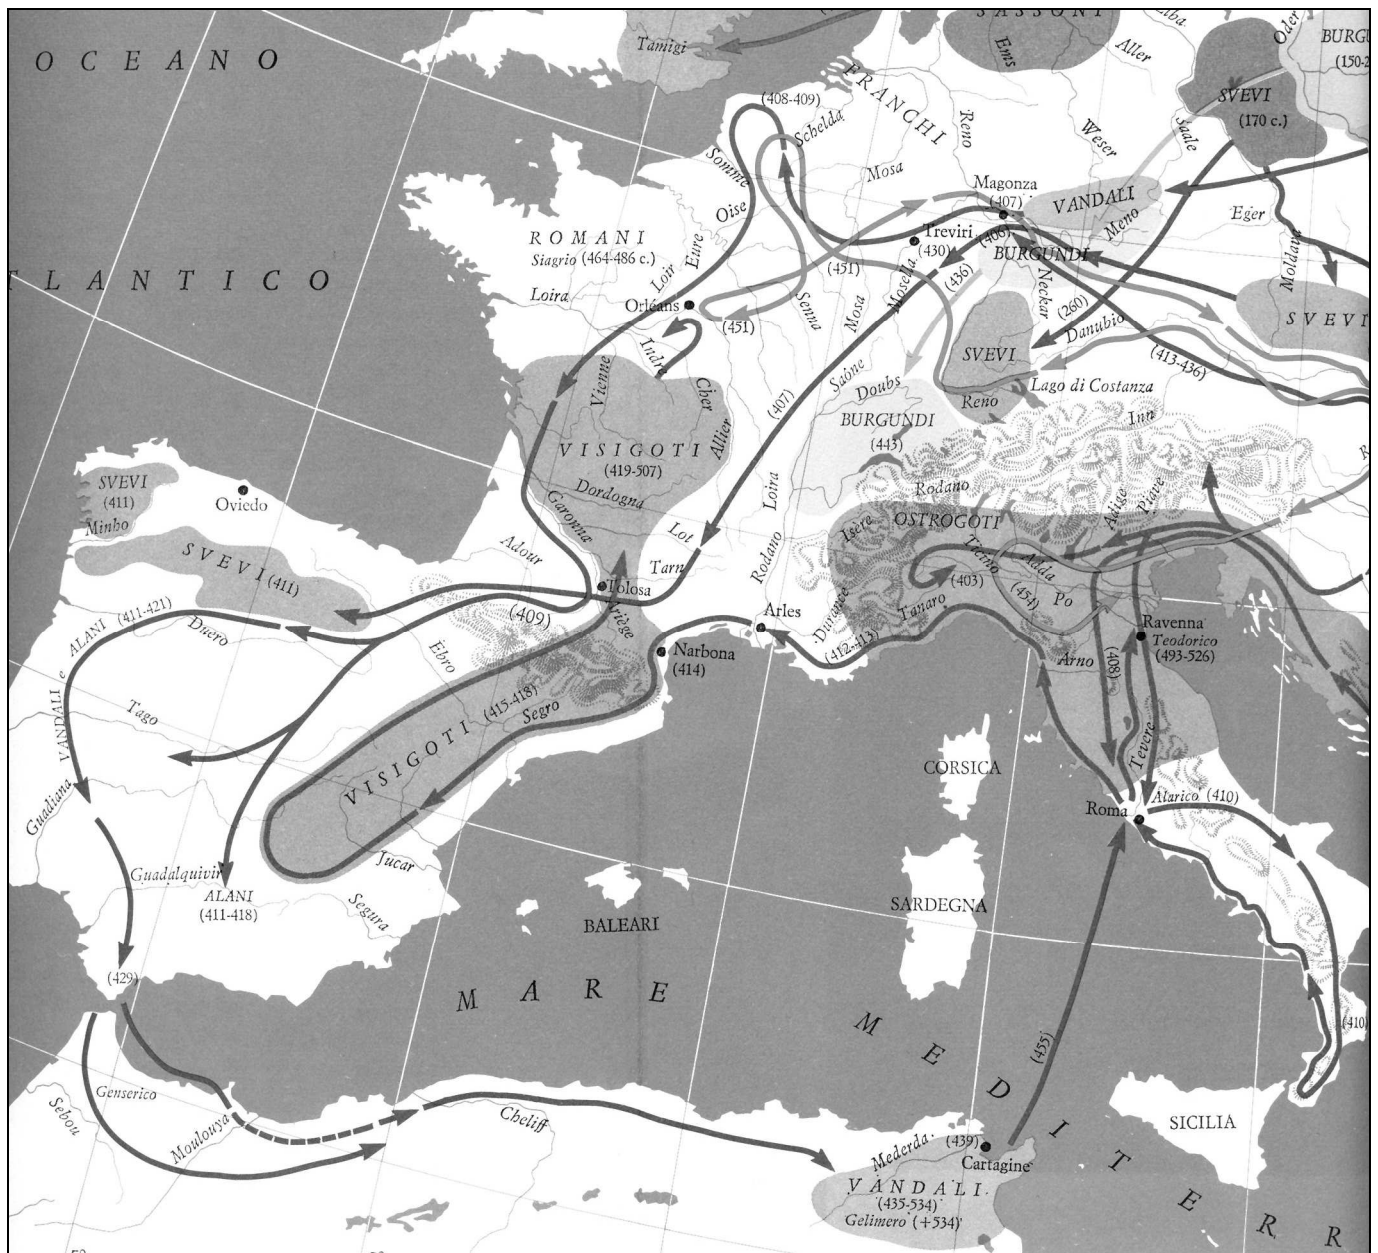 OCEANO
ATLANTICO
Tamigi
SASSONI
Ems
Aller
Elba
Oder
BURGU
(150-2
FRANCHI
SVEVI
(170 c.)
(408-409)
Schelda
Reno
Weser
Saale
Somme
Mosa
Oise
Magonza
(407)
VANDALI
Meno
Eger
Moldava
ROMANI
Siagrio (464-486 c.)
Eure
Loir
Treviri
(430)
(406)
BURGUNDI
(451)
Mosella
(436)
Neckar
Loira
Orléans
(451)
Senna
Mosa
(260)
Danubio
SVEVI
SVEVI
(413-436)
Indre
Vienne
Cher
Saône
Doubs
Lago di Costanza
Reno
Allier
(407)
BURGUNDI
(443)
Inn
VISIGOTI
(419-507)
Dordogna
Garonna
Loira
Rodano
SVEVI
(411)
Minho
Oviedo
Adige
Piave
Isère
OSTROGOTI
SVEVI (411)
Adour
Lot
Tarn
Rodano
Ticino
Adda
(403)
(454)
Po
Tolosa
Ariège
Arles
Durance
Tanaro
ALANI (411-421)
VANDALI e
Duero
(409)
Ebro
Narbona
(414)
(412-413)
Ravenna
Teodorico
(493-526)
Arno
(408)
Tago
VISIGOTI
(415-418)
Segro
Tevere
CORSICA
Guadiana
Roma
Alarico (410)
Jucar
Guadalquivir
ALANI
(411-418)
Segura
BALEARI
SARDEGNA
(429)
MARE
MEDITERR
(410)
(455)
Genserico
Sebou
Moulouya
Cheliff
SICILIA
Mederda
(439)
Cartagine
VANDALI
(435-534)
Gelimero (+534)